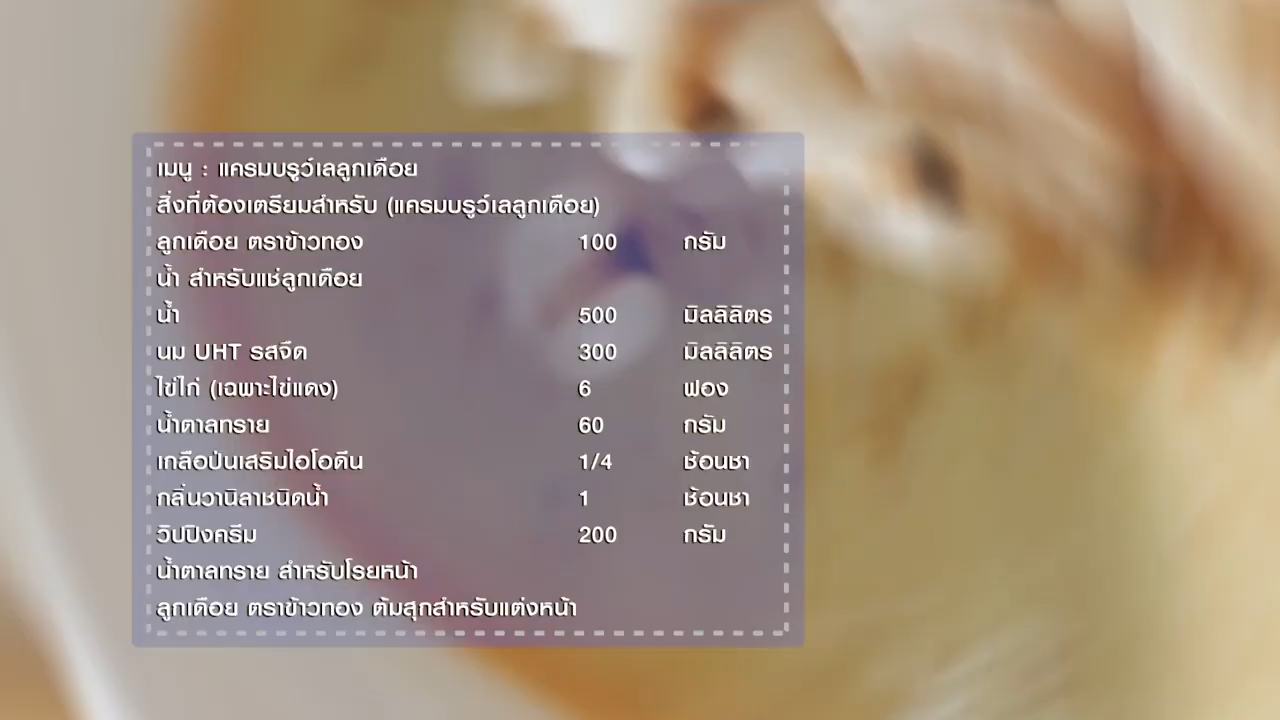 เมนู : แครมบรูว์เลลูกเดือย
สิ่งที่ต้องเตรียมสำหรับ (แครมบรูว์เลลูกเดือย)
ลูกเดือย ตราข้าวทอง 100 กรัม
น้ำ สำหรับแช่ลูกเดือย
น้ำ 500 มิลลิลิตร
นม UHT รสจืด 300 มิลลิลิตร
ไข่ไก่ (เฉพาะไข่แดง) 6 ฟอง
น้ำตาลทราย 60 กรัม
เกลือป่นเสริมไอโอดีน 1/4 ช้อนชา
กลิ่นวานิลาชนิดน้ำ 1 ช้อนชา
วิปปิงครีม 200 กรัม
น้ำตาลทราย สำหรับโรยหน้า
ลูกเดือย ตราข้าวทอง ต้มสุกสำหรับแต่งหน้า